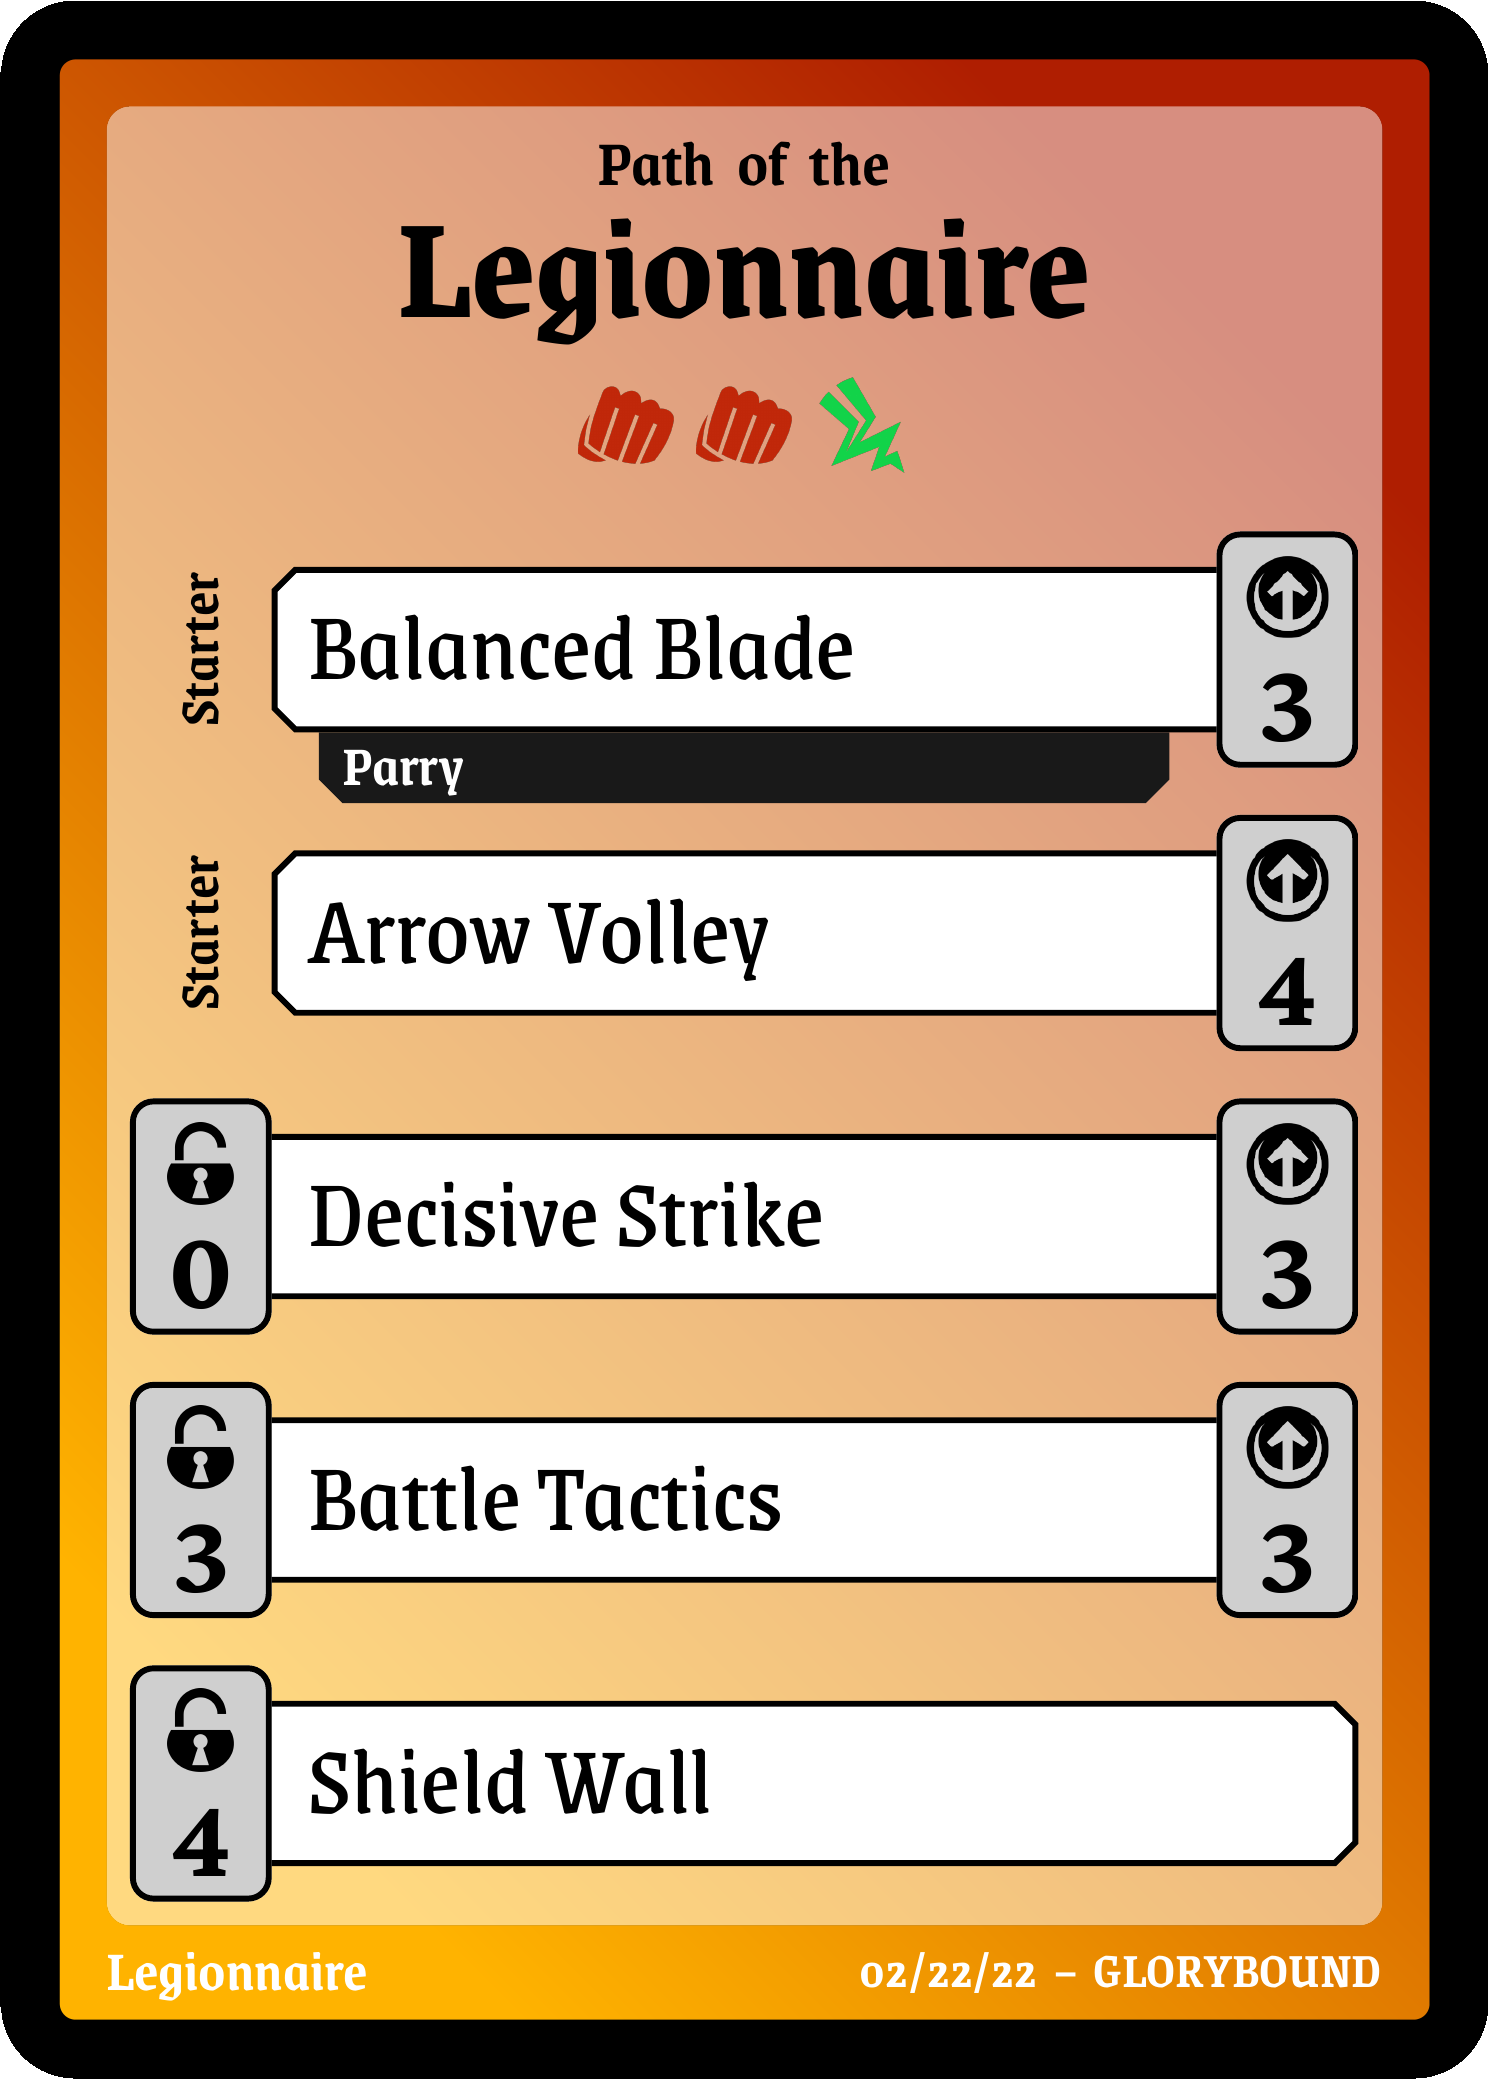 Path of the
Legionnaire
Starter
Balanced Blade
3
Parry
Starter
Arrow Volley
4
0
Decisive Strike
3
3
Battle Tactics
3
4
Shield Wall
Legionnaire
02/22/22 – GLORYBOUND